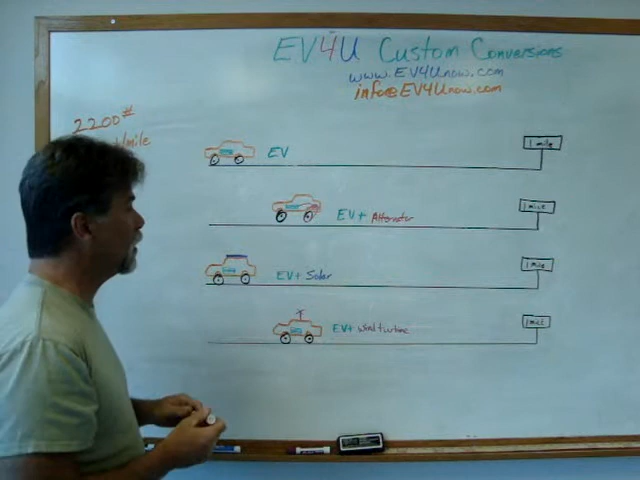 EV4U Custom Conversions
www.EV4Unow.com
info@EV4Unow.com
2200#
/mile
EV
1 mile
EV+ Alternator
1 mile
EV+ Solar
1 mile
EV+ Wind turbine
1 mile